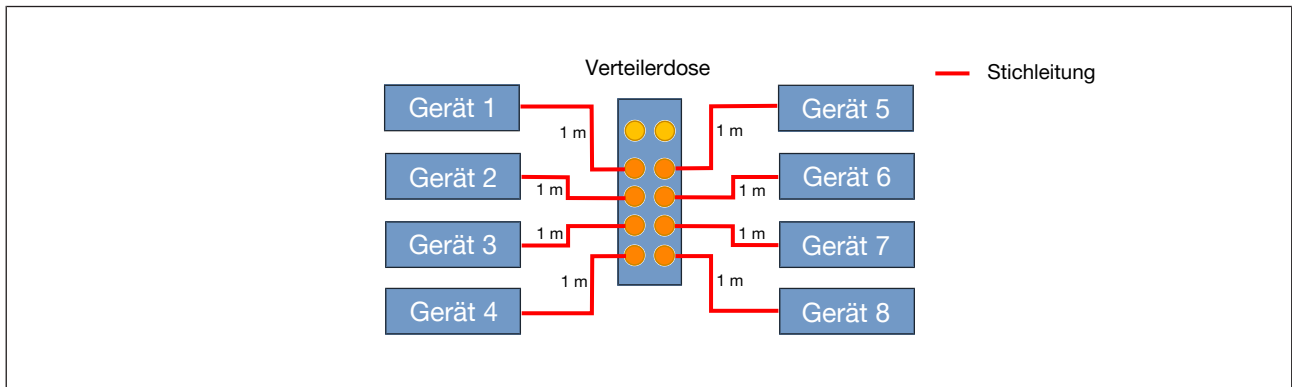 Verteilerdose
Stichleitung
Gerät 1
Gerät 5
1 m
1 m
Gerät 2
Gerät 6
1 m
1 m
Gerät 3
Gerät 7
1 m
1 m
1 m
1 m
Gerät 4
Gerät 8